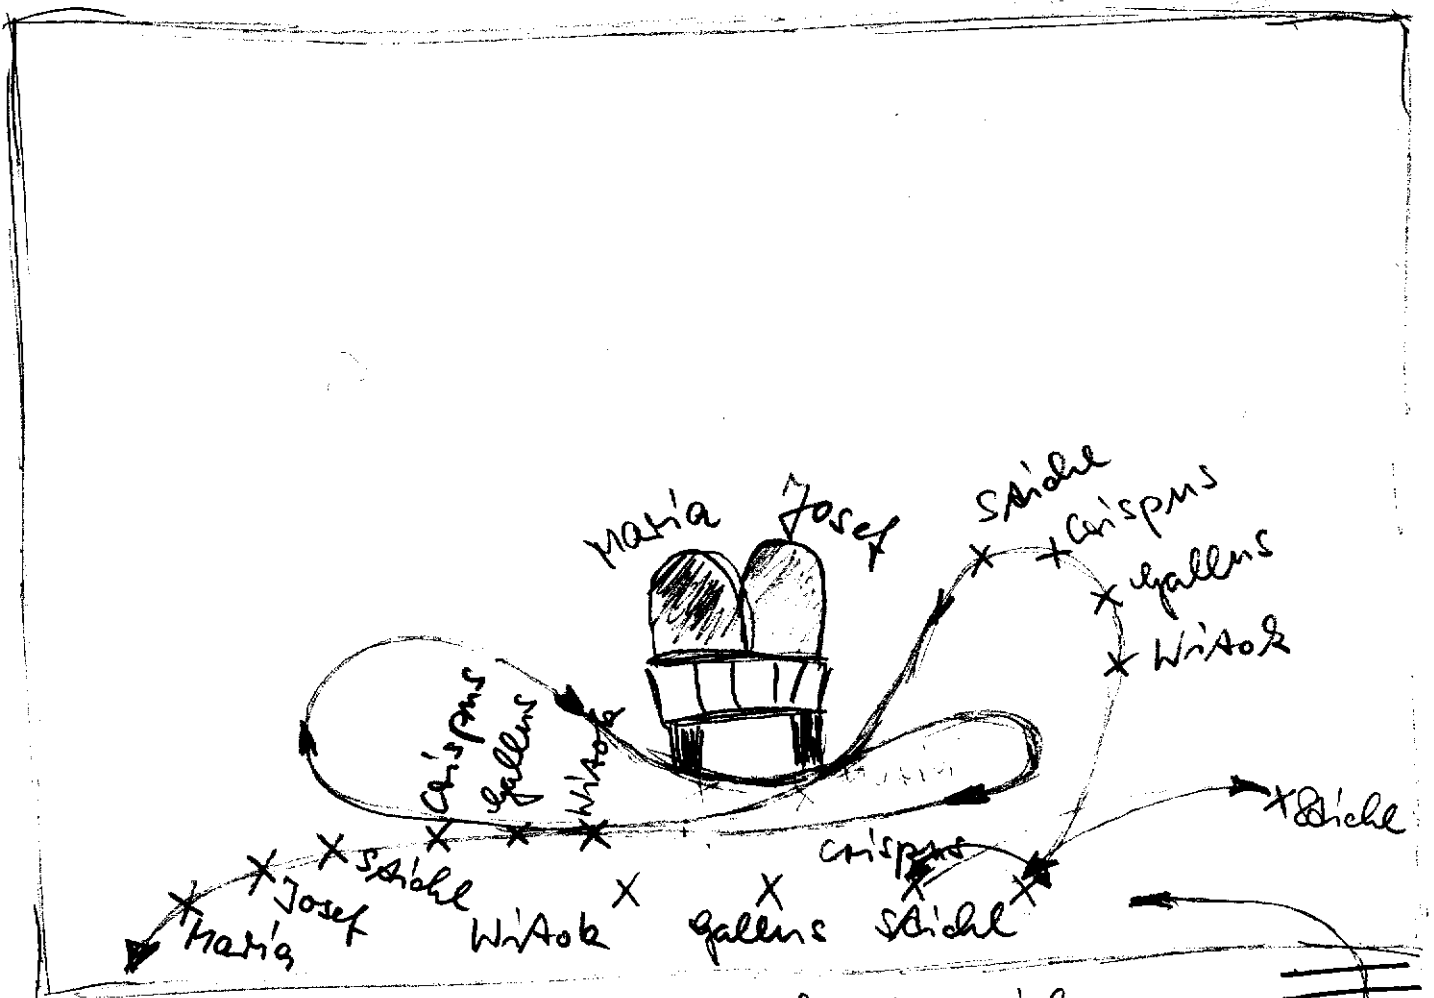 Stichl
Crispus
Maria
Josef
Gallus
Witok
Crispus
Gallus
Witok
Stichl
Crispus
Stichl
Josef
Maria
Witok
Gallus
Stichl